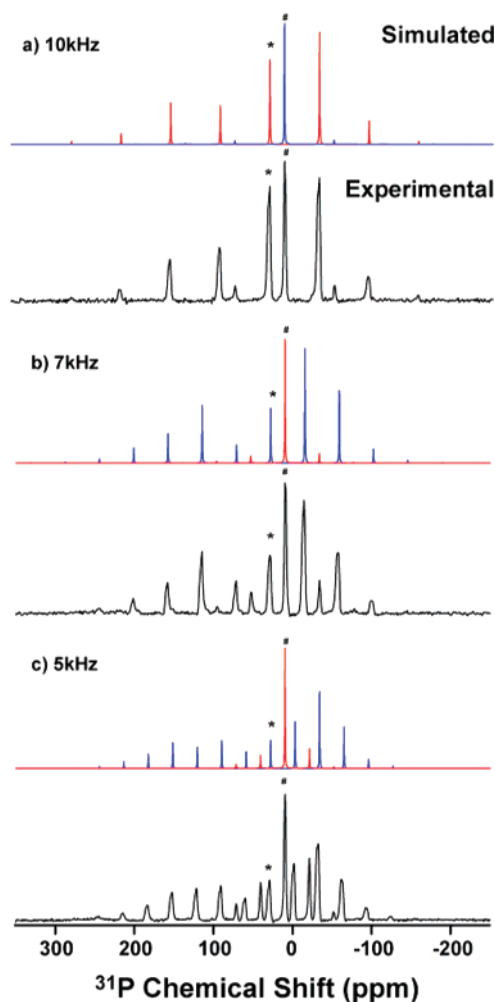 #
Simulated
a) 10kHz
*
#
Experimental
*
#
b) 7kHz
*
#
*
#
c) 5kHz
*
#
*
300 200 100 0 -100 -200
³¹P Chemical Shift (ppm)